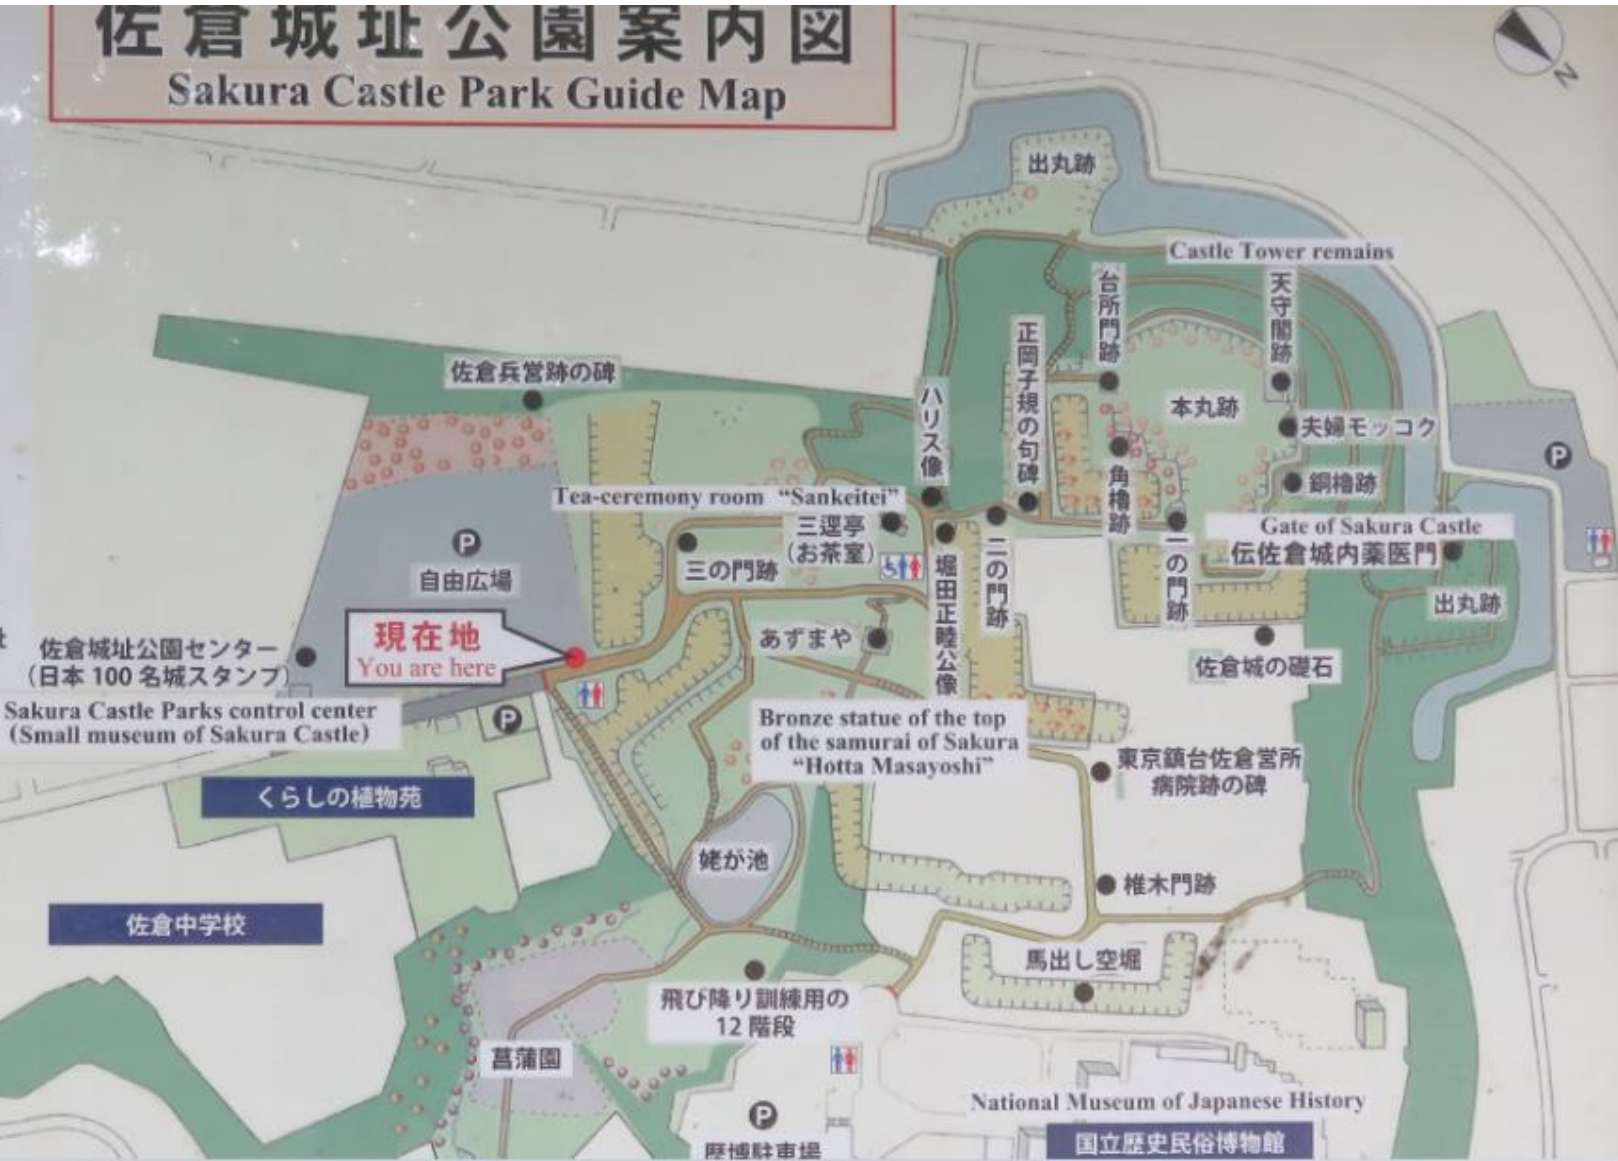 佐倉城址公園案内図
Sakura Castle Park Guide Map
N
出丸跡
Castle Tower remains
台所門跡
天守閣跡
正岡子規の句碑
佐倉兵営跡の碑
ハリス像
本丸跡
夫婦モッコク
P
角櫓跡
銅櫓跡
Tea-ceremony room “Sankeitei”
三逕亭
(お茶室)
Gate of Sakura Castle
伝佐倉城内薬医門
P
自由広場
三の門跡
二の門跡
一の門跡
堀田正睦公像
出丸跡
現在地
You are here
あずまや
佐倉城の礎石
佐倉城址公園センター
(日本100名城スタンプ)
Sakura Castle Parks control center
(Small museum of Sakura Castle)
P
Bronze statue of the top
of the samurai of Sakura
“Hotta Masayoshi”
東京鎮台佐倉営所
病院跡の碑
くらしの植物苑
姥が池
椎木門跡
佐倉中学校
馬出し空堀
飛び降り訓練用の
12階段
菖蒲園
National Museum of Japanese History
P
国立歴史民俗博物館
歴博駐車場